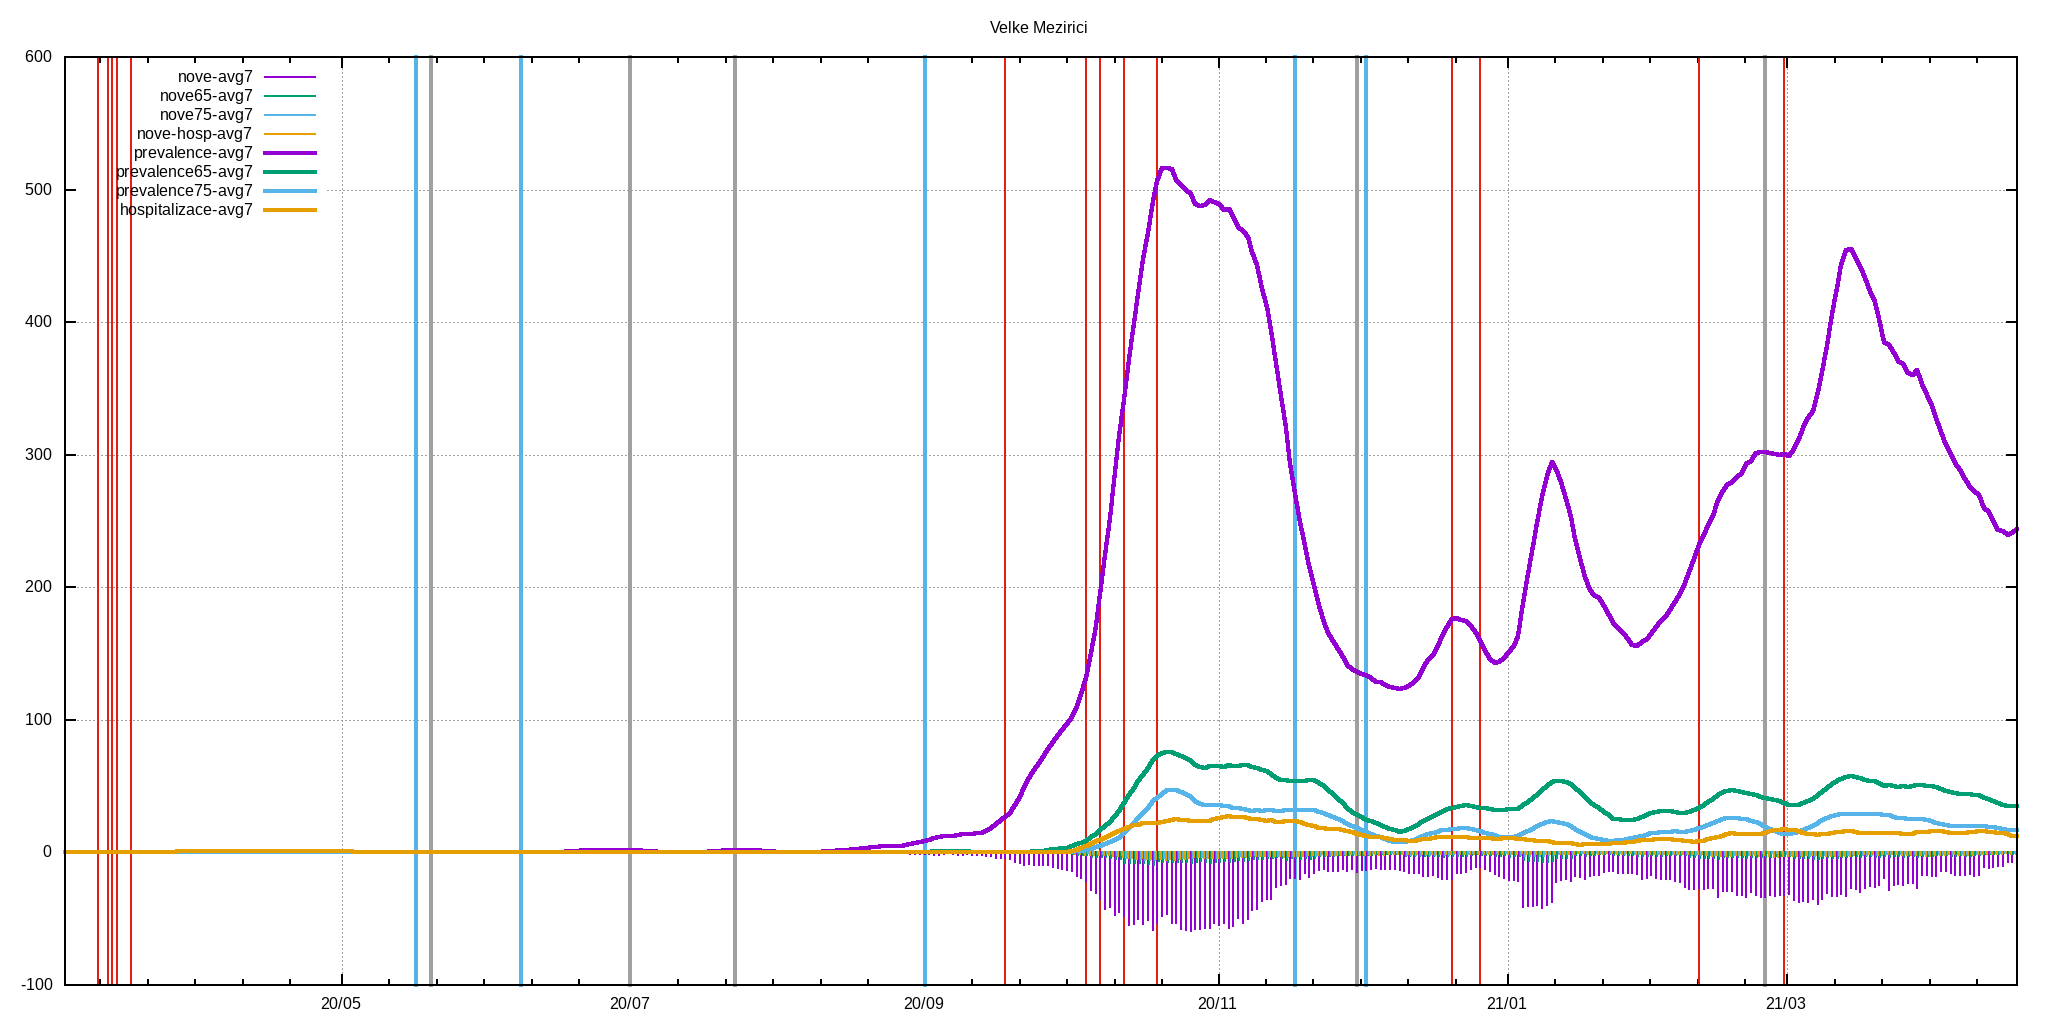 Velke Mezirici
600
500
400
300
200
100
0
-100
nove-avg7
nove65-avg7
nove75-avg7
nove-hosp-avg7
prevalence-avg7
prevalence65-avg7
prevalence75-avg7
hospitalizace-avg7
20/05 20/07 20/09 20/11 21/01 21/03